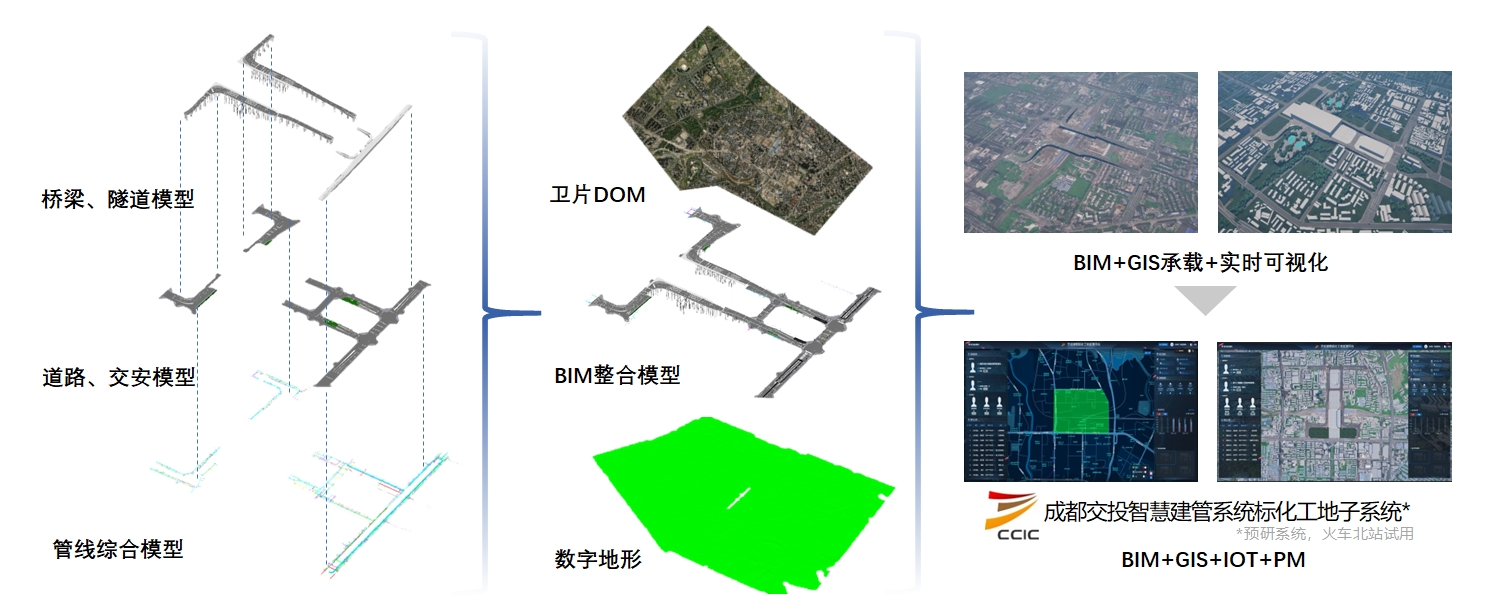 桥梁、隧道模型
道路、交安模型
管线综合模型
卫片DOM
BIM整合模型
数字地形
BIM+GIS承载+实时可视化
CCIC
成都交投智慧建管系统标化工地子系统*
*预研系统，火车北站试用
BIM+GIS+IOT+PM